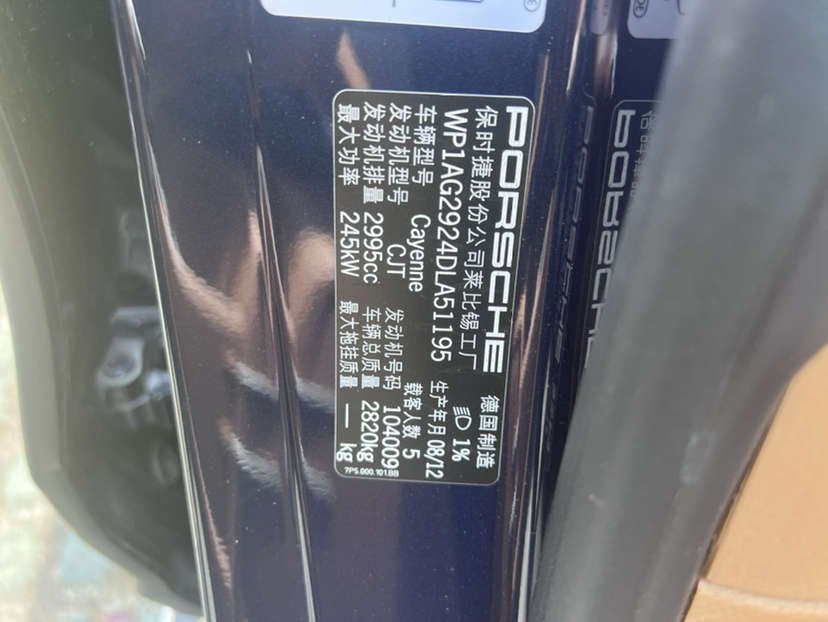 PORSCHE
保时捷股份公司莱比锡工厂 德国制造
WP1AG2924DLA51195 1%
生产年月 08/12
车辆型号 Cayenne 载客人数 5
发动机型号 CJT 发动机号码 104009
发动机排量 2995cc 车辆总质量 2820kg
最大功率 245kW 最大拖挂质量 — kg
7P5.000.101.BB